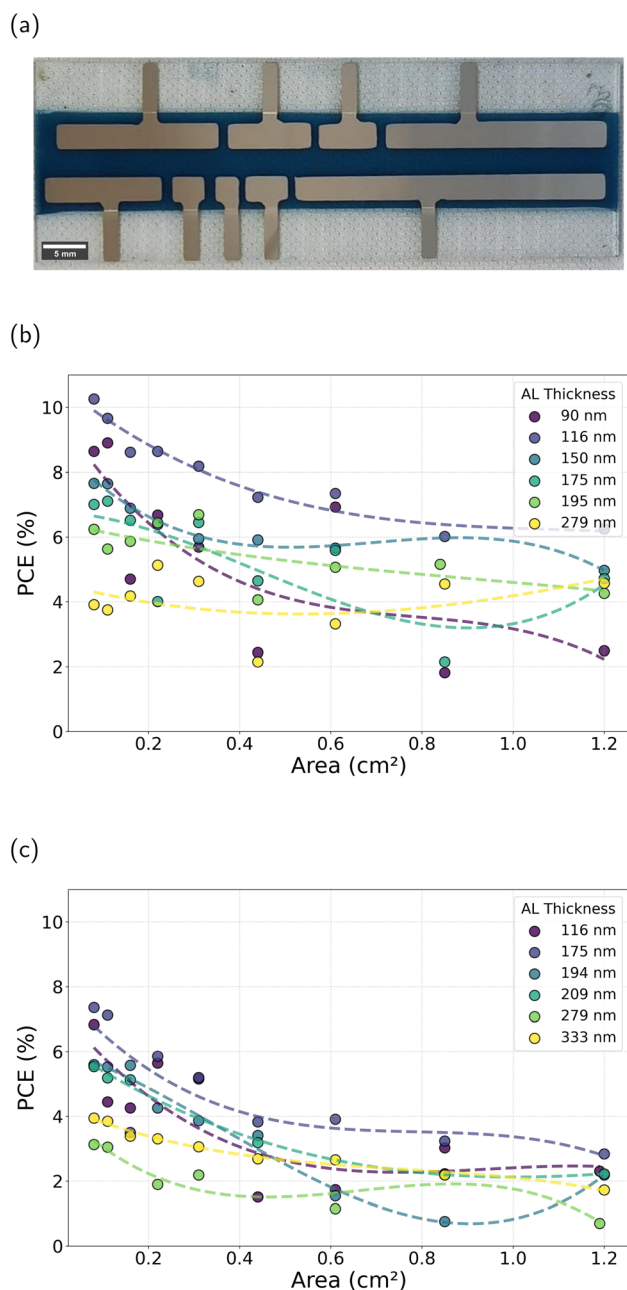 (a)
5 mm
(b)
PCE (%)
10
8
6
4
2
0
0.2 0.4 0.6 0.8 1.0 1.2
Area (cm²)
AL Thickness
90 nm
116 nm
150 nm
175 nm
195 nm
279 nm
(c)
PCE (%)
10
8
6
4
2
0
0.2 0.4 0.6 0.8 1.0 1.2
Area (cm²)
AL Thickness
116 nm
175 nm
194 nm
209 nm
279 nm
333 nm